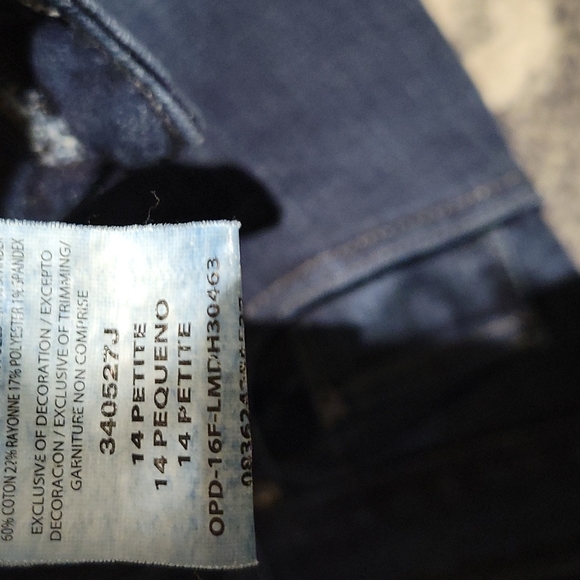 60% COTON 22% RAYONNE 17% POLYESTER 1% SPANDEX
EXCLUSIVE OF DECORATION / EXCEPTO
DECORACION / EXCLUSIVE OF TRIMMING/
GARNITURE NON COMPRISE
340527J
14 PETITE
14 PEQUENO
14 PETITE
OPD-16F-LMD-H30463